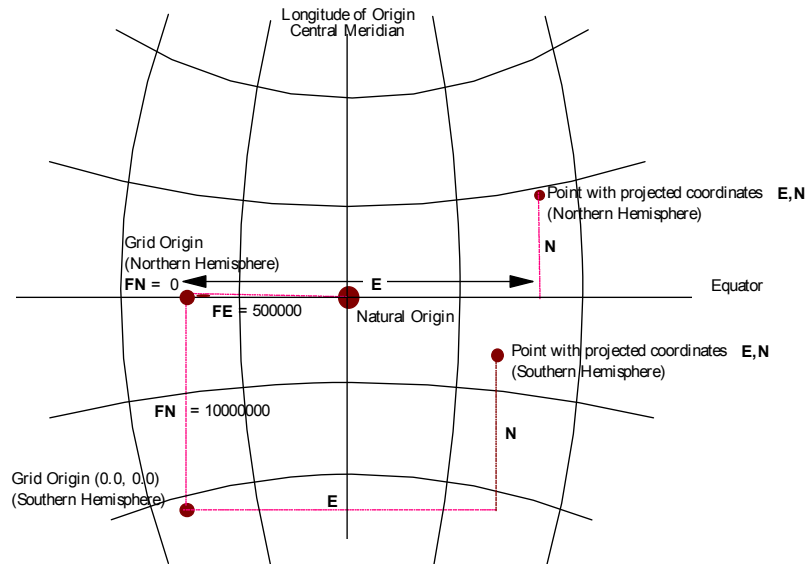 Longitude of Origin
Central Meridian
Point with projected coordinates E,N
(Northern Hemisphere)
N
Grid Origin
(Northern Hemisphere)
FN = 0
E
Equator
FE = 500000
Natural Origin
Point with projected coordinates E,N
(Southern Hemisphere)
FN = 10000000
N
Grid Origin (0.0, 0.0)
(Southern Hemisphere)
E